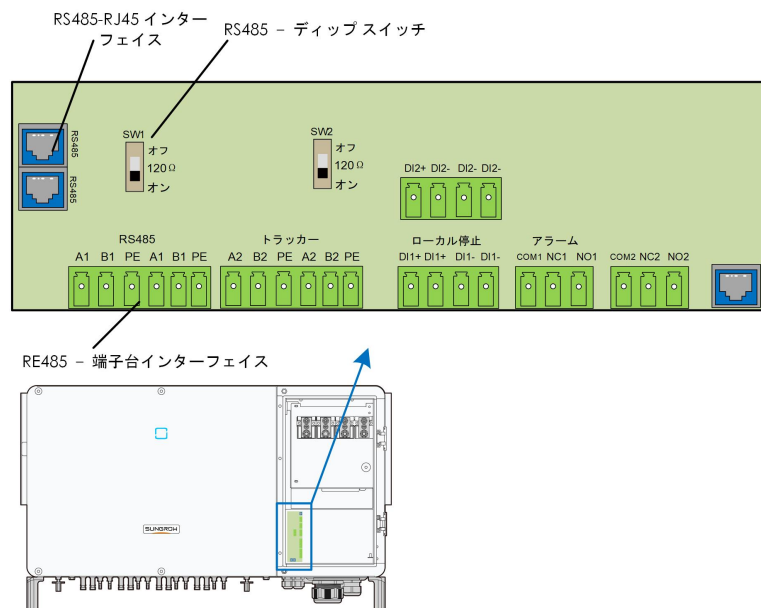 RS485-RJ45 インター
フェイス
RS485 – ディップ スイッチ
RS485
RS485
SW1
オフ
120Ω
オン
SW2
オフ
120Ω
オン
DI2+ DI2- DI2- DI2-
RS485
A1 B1 PE A1 B1 PE
トラッカー
A2 B2 PE A2 B2 PE
ローカル停止
DI1+ DI1+ DI1- DI1-
アラーム
COM1 NC1 NO1
COM2 NC2 NO2
RE485 – 端子台インターフェイス
SUNGROW